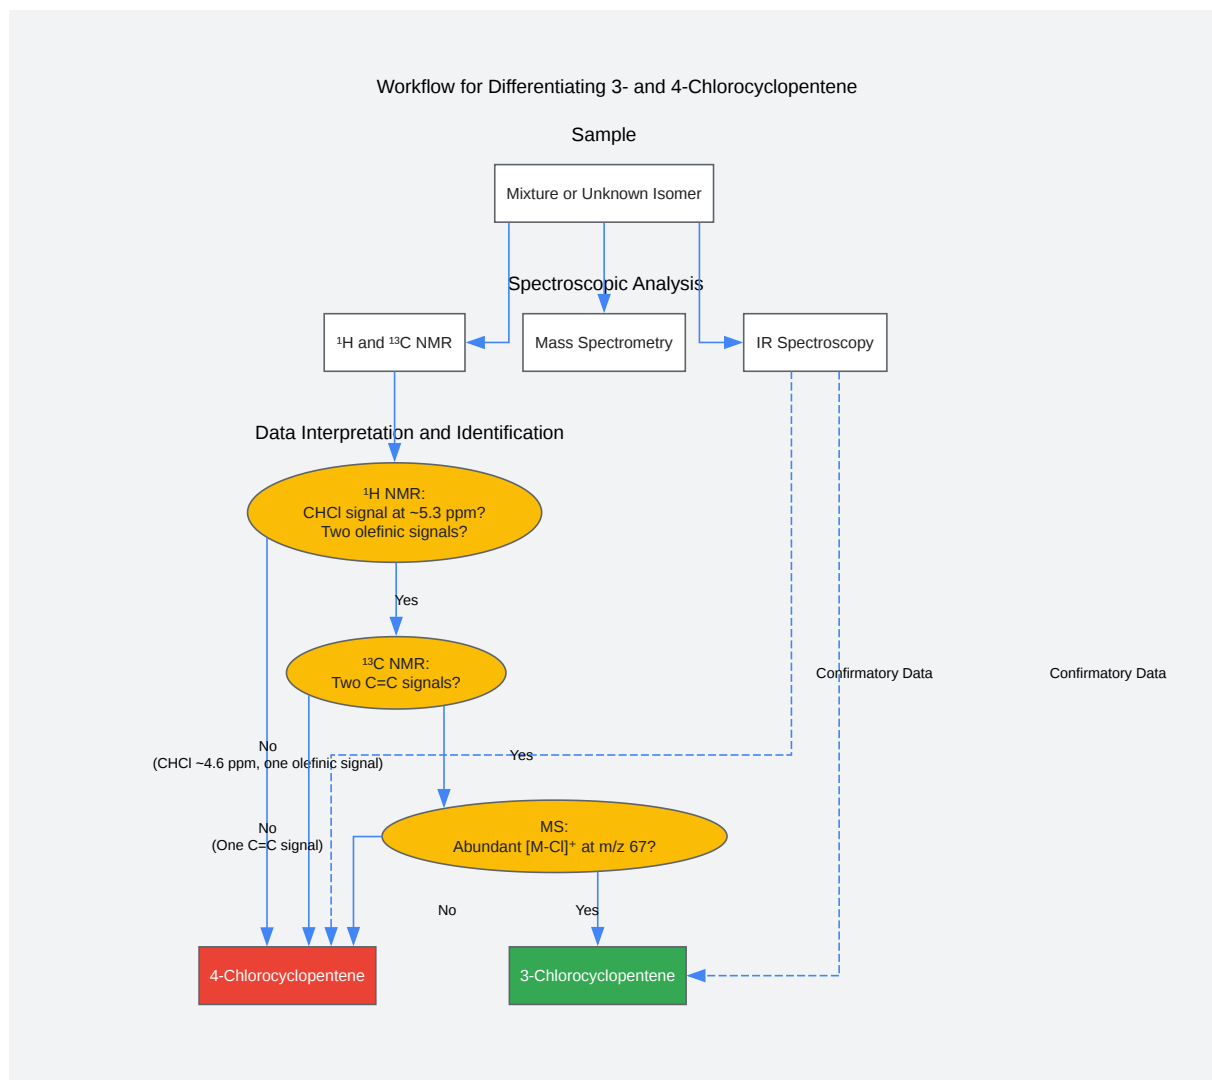 Workflow for Differentiating 3- and 4-Chlorocyclopentene
Sample
Mixture or Unknown Isomer
Spectroscopic Analysis
¹H and ¹³C NMR
Mass Spectrometry
IR Spectroscopy
Data Interpretation and Identification
¹H NMR:
CHCl signal at ~5.3 ppm?
Two olefinic signals?
Yes
¹³C NMR:
Two C=C signals?
Confirmatory Data
Confirmatory Data
No
(CHCl ~4.6 ppm, one olefinic signal)
Yes
No
(One C=C signal)
MS:
Abundant [M-Cl]⁺ at m/z 67?
No
Yes
4-Chlorocyclopentene
3-Chlorocyclopentene